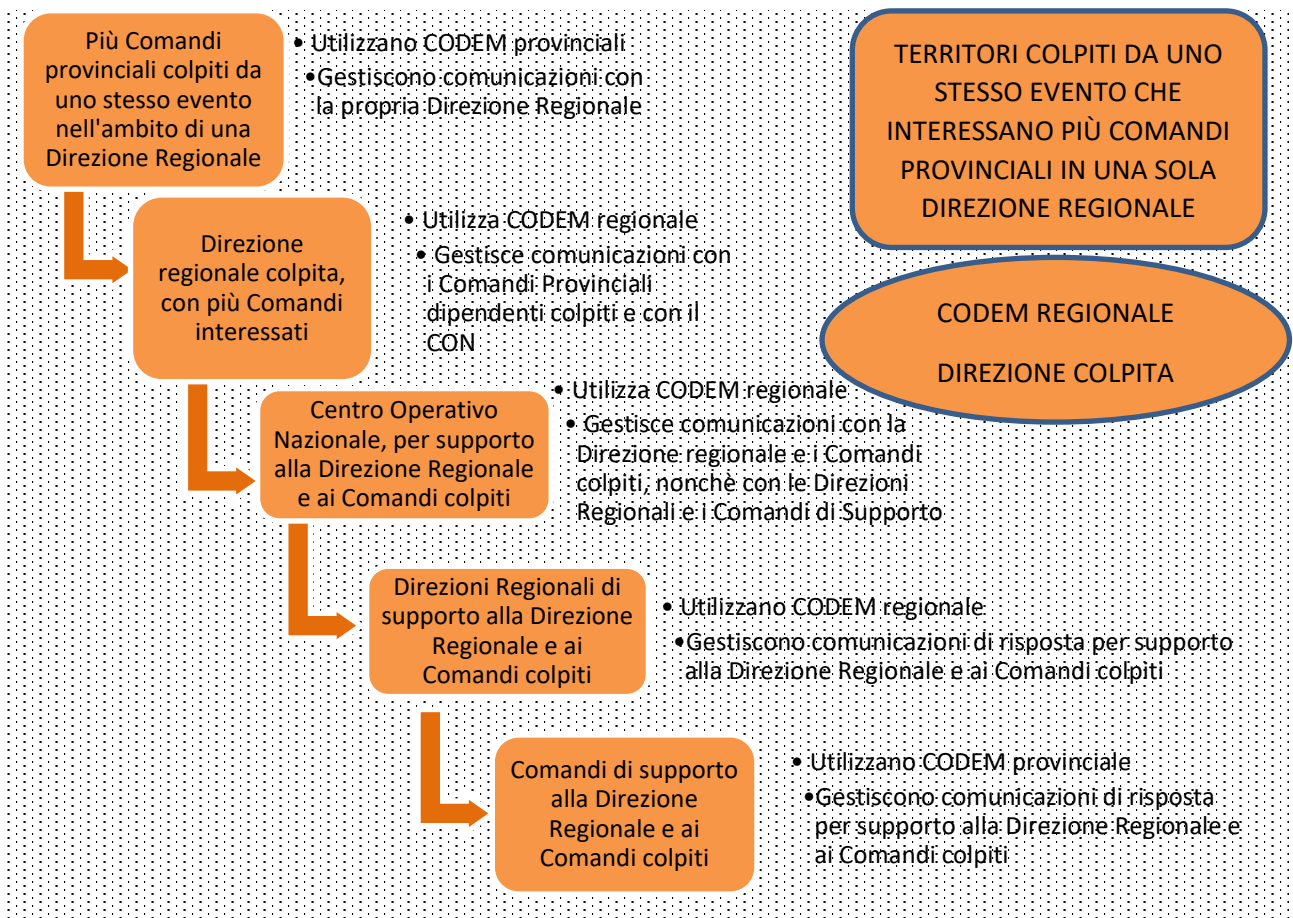 Più Comandi
provinciali colpiti da
uno stesso evento
nell'ambito di una
Direzione Regionale
• Utilizzano CODEM provinciali
•Gestiscono comunicazioni con
la propria Direzione Regionale
TERRITORI COLPITI DA UNO
STESSO EVENTO CHE
INTERESSANO PIÙ COMANDI
PROVINCIALI IN UNA SOLA
DIREZIONE REGIONALE
Direzione
regionale colpita,
con più Comandi
interessati
• Utilizza CODEM regionale
• Gestisce comunicazioni con
i Comandi Provinciali
dipendenti colpiti e con il
CON
CODEM REGIONALE
DIREZIONE COLPITA
Centro Operativo
Nazionale, per supporto
alla Direzione Regionale
e ai Comandi colpiti
• Utilizza CODEM regionale
• Gestisce comunicazioni con la
Direzione regionale e i Comandi
colpiti, nonchè con le Direzioni
Regionali e i Comandi di Supporto
Direzioni Regionali di
supporto alla Direzione
Regionale e ai
Comandi colpiti
• Utilizzano CODEM regionale
•Gestiscono comunicazioni di risposta per supporto
alla Direzione Regionale e ai Comandi colpiti
Comandi di supporto
alla Direzione
Regionale e ai
Comandi colpiti
• Utilizzano CODEM provinciale
•Gestiscono comunicazioni di risposta
per supporto alla Direzione Regionale e
ai Comandi colpiti